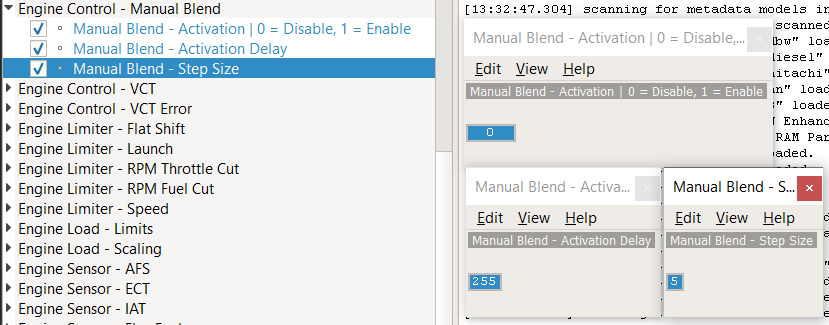 Engine Control - Manual Blend
Manual Blend - Activation | 0 = Disable, 1 = Enable
Manual Blend - Activation Delay
Manual Blend - Step Size
Engine Control - VCT
Engine Control - VCT Error
Engine Limiter - Flat Shift
Engine Limiter - Launch
Engine Limiter - RPM Throttle Cut
Engine Limiter - RPM Fuel Cut
Engine Limiter - Speed
Engine Load - Limits
Engine Load - Scaling
Engine Sensor - AFS
Engine Sensor - ECT
Engine Sensor - IAT
[13:32:47.304] scanning for metadata models in
scanned
Manual Blend - Activation | 0 = Disable,...
Edit View Help
Manual Blend - Activation | 0 = Disable, 1 = Enable
0
dbw" loa
diesel"
hitachi"
an" loade
S" loade
N Enhanc
RAM Par
oaded.
Manual Blend - Activa...
Edit View Help
Manual Blend - Activation Delay
255
Manual Blend - S...
Edit View Help
Manual Blend - Step Size
5